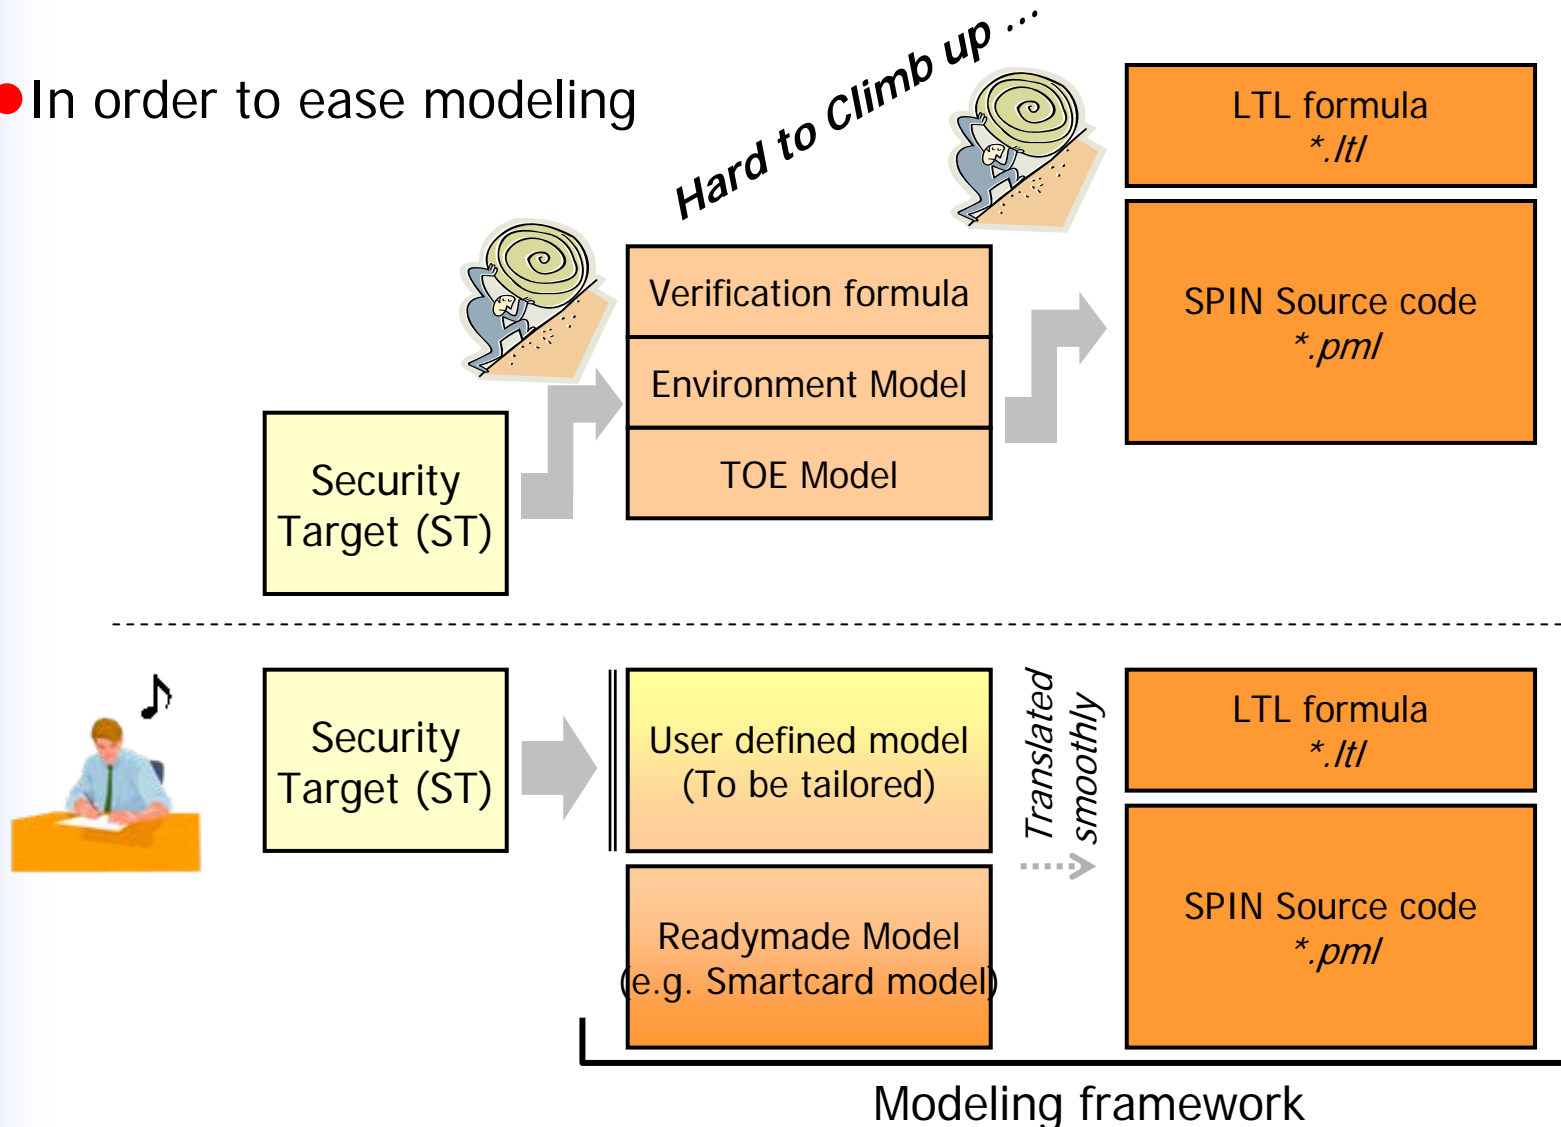 In order to ease modeling
Hard to Climb up ...
LTL formula
*.ltl
SPIN Source code
*.pml
Verification formula
Environment Model
TOE Model
Security
Target (ST)
Security
Target (ST)
User defined model
(To be tailored)
Readymade Model
(e.g. Smartcard model)
Translated
smoothly
LTL formula
*.ltl
SPIN Source code
*.pml
Modeling framework